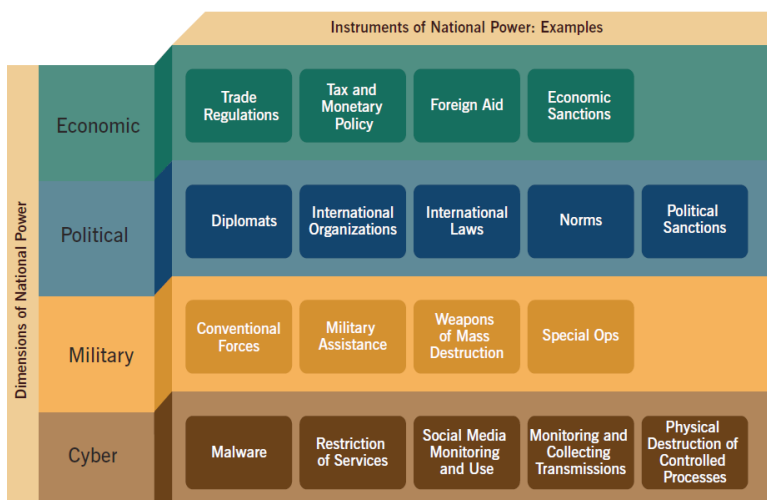 Instruments of National Power: Examples
Dimensions of National Power
Economic
Trade
Regulations
Tax and
Monetary
Policy
Foreign Aid
Economic
Sanctions
Political
Diplomats
International
Organizations
International
Laws
Norms
Political
Sanctions
Military
Conventional
Forces
Military
Assistance
Weapons
of Mass
Destruction
Special Ops
Cyber
Malware
Restriction
of Services
Social Media
Monitoring
and Use
Monitoring and
Collecting
Transmissions
Physical
Destruction of
Controlled
Processes